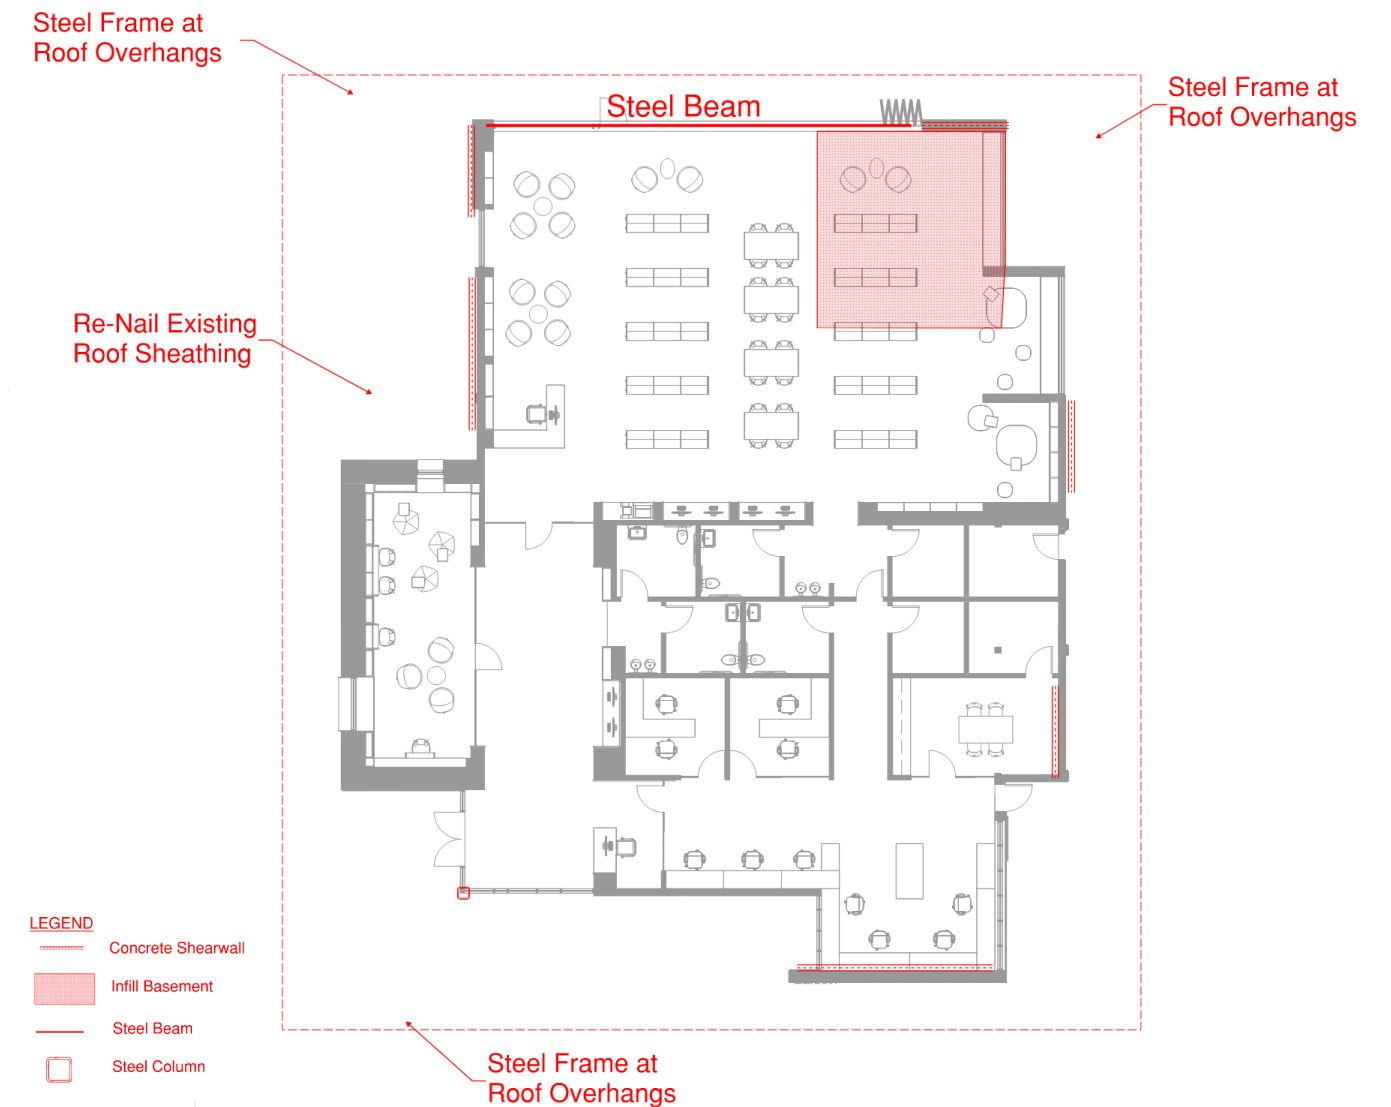 Steel Frame at
Roof Overhangs
Steel Frame at
Roof Overhangs
Steel Beam
Re-Nail Existing
Roof Sheathing
LEGEND
Concrete Shearwall
Infill Basement
Steel Beam
Steel Column
Steel Frame at
Roof Overhangs